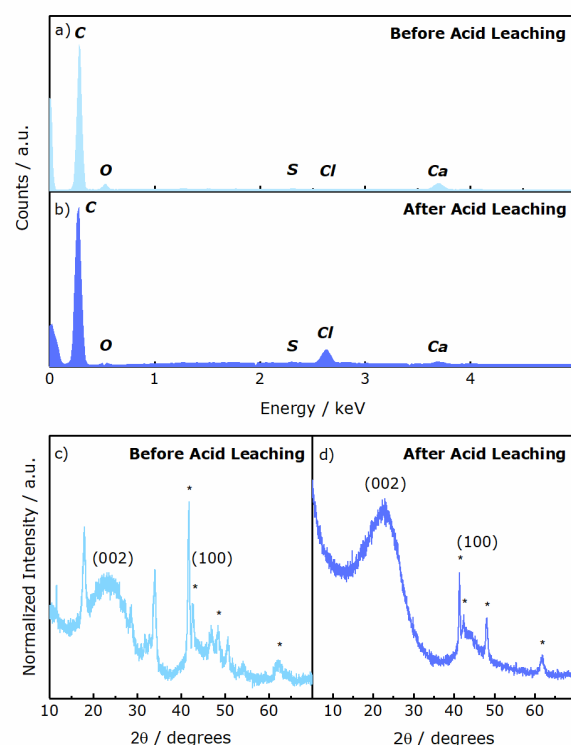 a)
C
Before Acid Leaching
O
S
Cl
Ca
Counts / a.u.
b)
C
After Acid Leaching
O
S
Cl
Ca
0 1 2 3 4
Energy / keV
c)
Before Acid Leaching
*
(002)
(100)
*
*
*
Normalized Intensity / a.u.
10 20 30 40 50 60
2θ / degrees
d)
After Acid Leaching
(002)
(100)
*
*
*
*
10 20 30 40 50 60
2θ / degrees